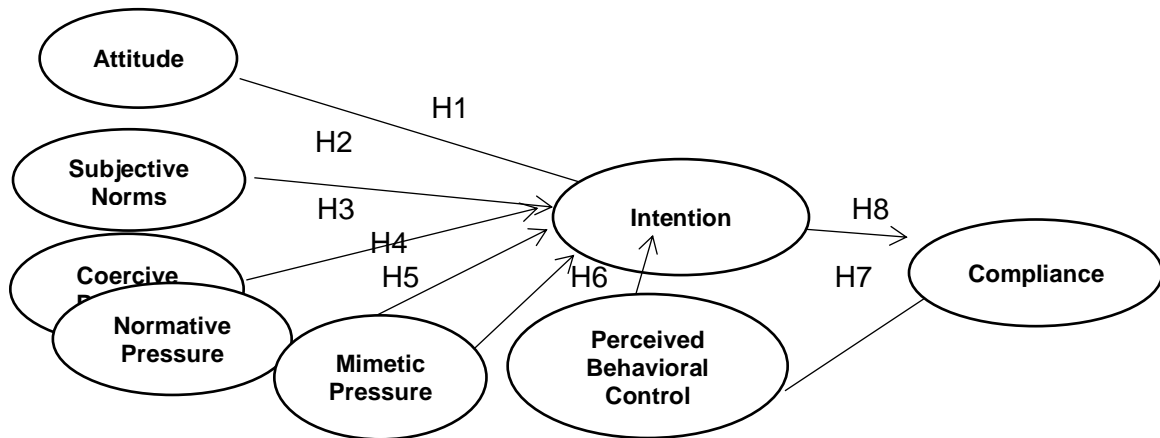 Attitude
H1
H2
Subjective
Norms
H3
Intention
H8
H4
Coercive
H5
H6
H7
Compliance
Normative
Pressure
Mimetic
Pressure
Perceived
Behavioral
Control